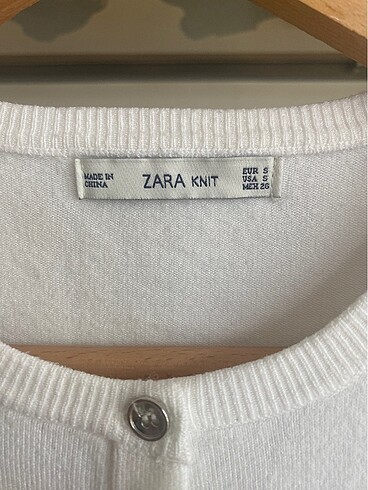 MADE IN
CHINA
ZARA KNIT
EUR S
USA S
MEX 26